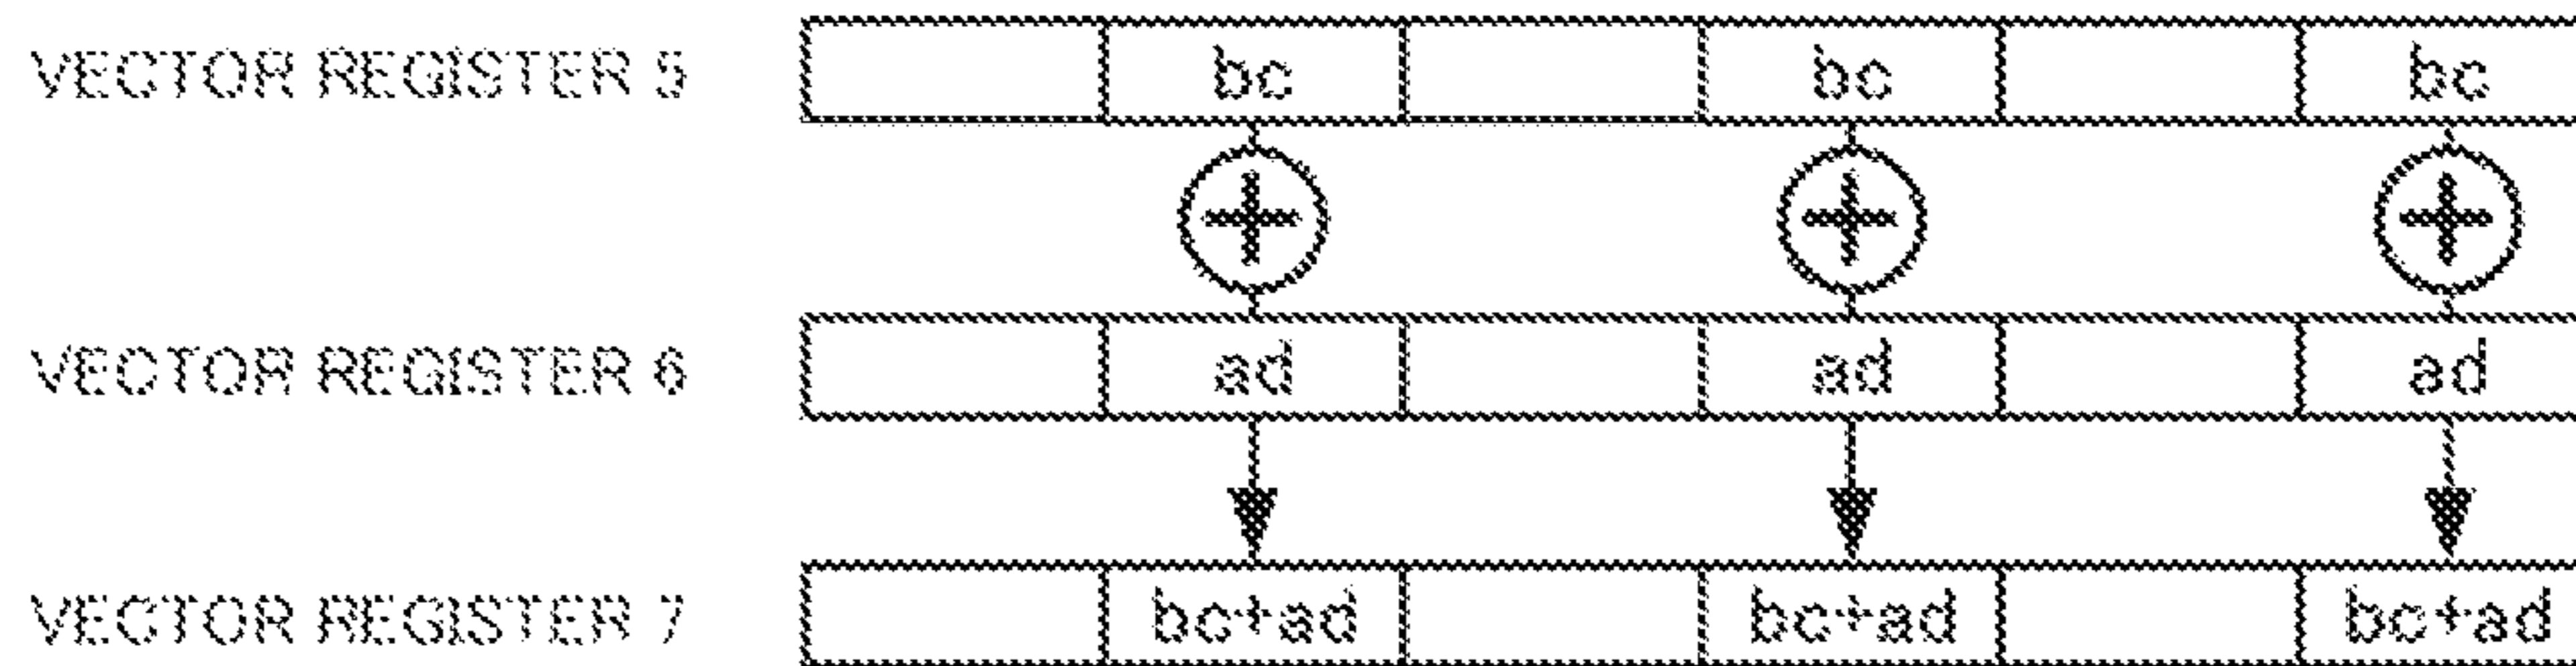 VECTOR REGISTER 5 bc bc bc
+ + +
VECTOR REGISTER 6 ad ad ad
VECTOR REGISTER 7 bc+ad bc+ad bc+ad